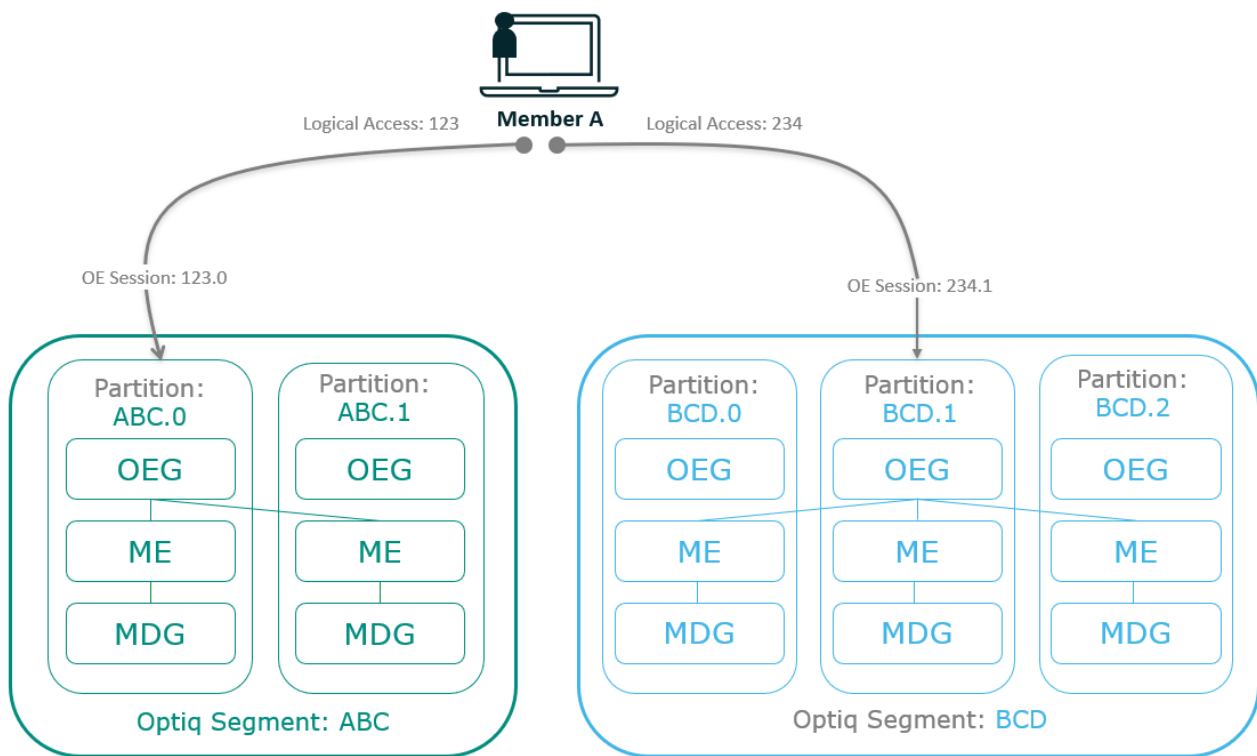 Member A
Logical Access: 123
Logical Access: 234
OE Session: 123.0
OE Session: 234.1
Partition:
ABC.0
OEG
ME
MDG
Partition:
ABC.1
OEG
ME
MDG
Optiq Segment: ABC
Partition:
BCD.0
OEG
ME
MDG
Partition:
BCD.1
OEG
ME
MDG
Partition:
BCD.2
OEG
ME
MDG
Optiq Segment: BCD